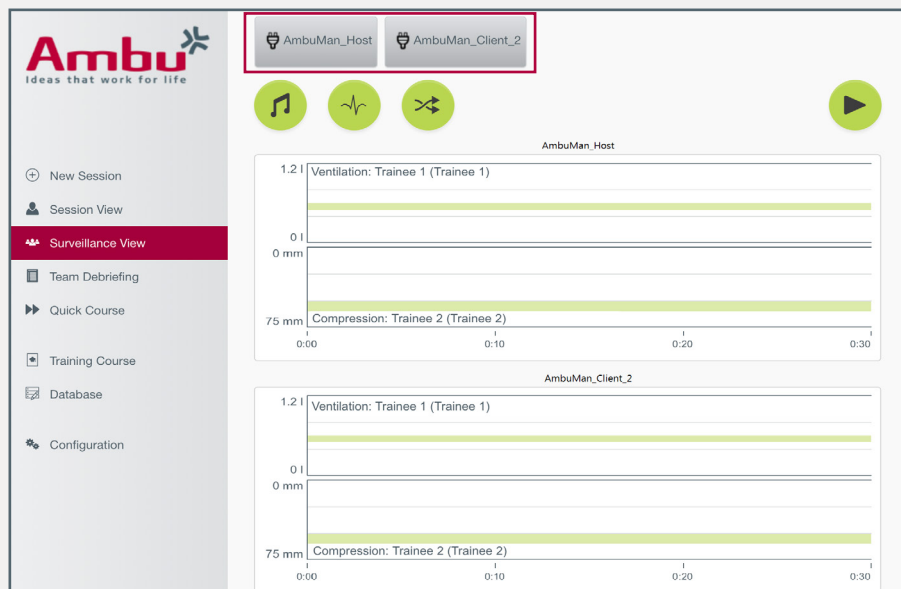 Ambu
Ideas that work for life
AmbuMan_Host
AmbuMan_Client_2
New Session
Session View
Surveillance View
Team Debriefing
Quick Course
Training Course
Database
Configuration
AmbuMan_Host
1.2 l
Ventilation: Trainee 1 (Trainee 1)
0 l
0 mm
75 mm
Compression: Trainee 2 (Trainee 2)
0:00 0:10 0:20 0:30
AmbuMan_Client_2
1.2 l
Ventilation: Trainee 1 (Trainee 1)
0 l
0 mm
75 mm
Compression: Trainee 2 (Trainee 2)
0:00 0:10 0:20 0:30